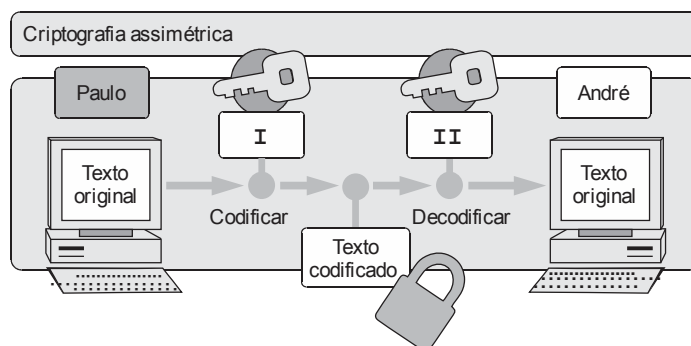 Criptografia assimétrica
Paulo
André
I
II
Texto
original
Texto
original
Codificar
Decodificar
Texto
codificado